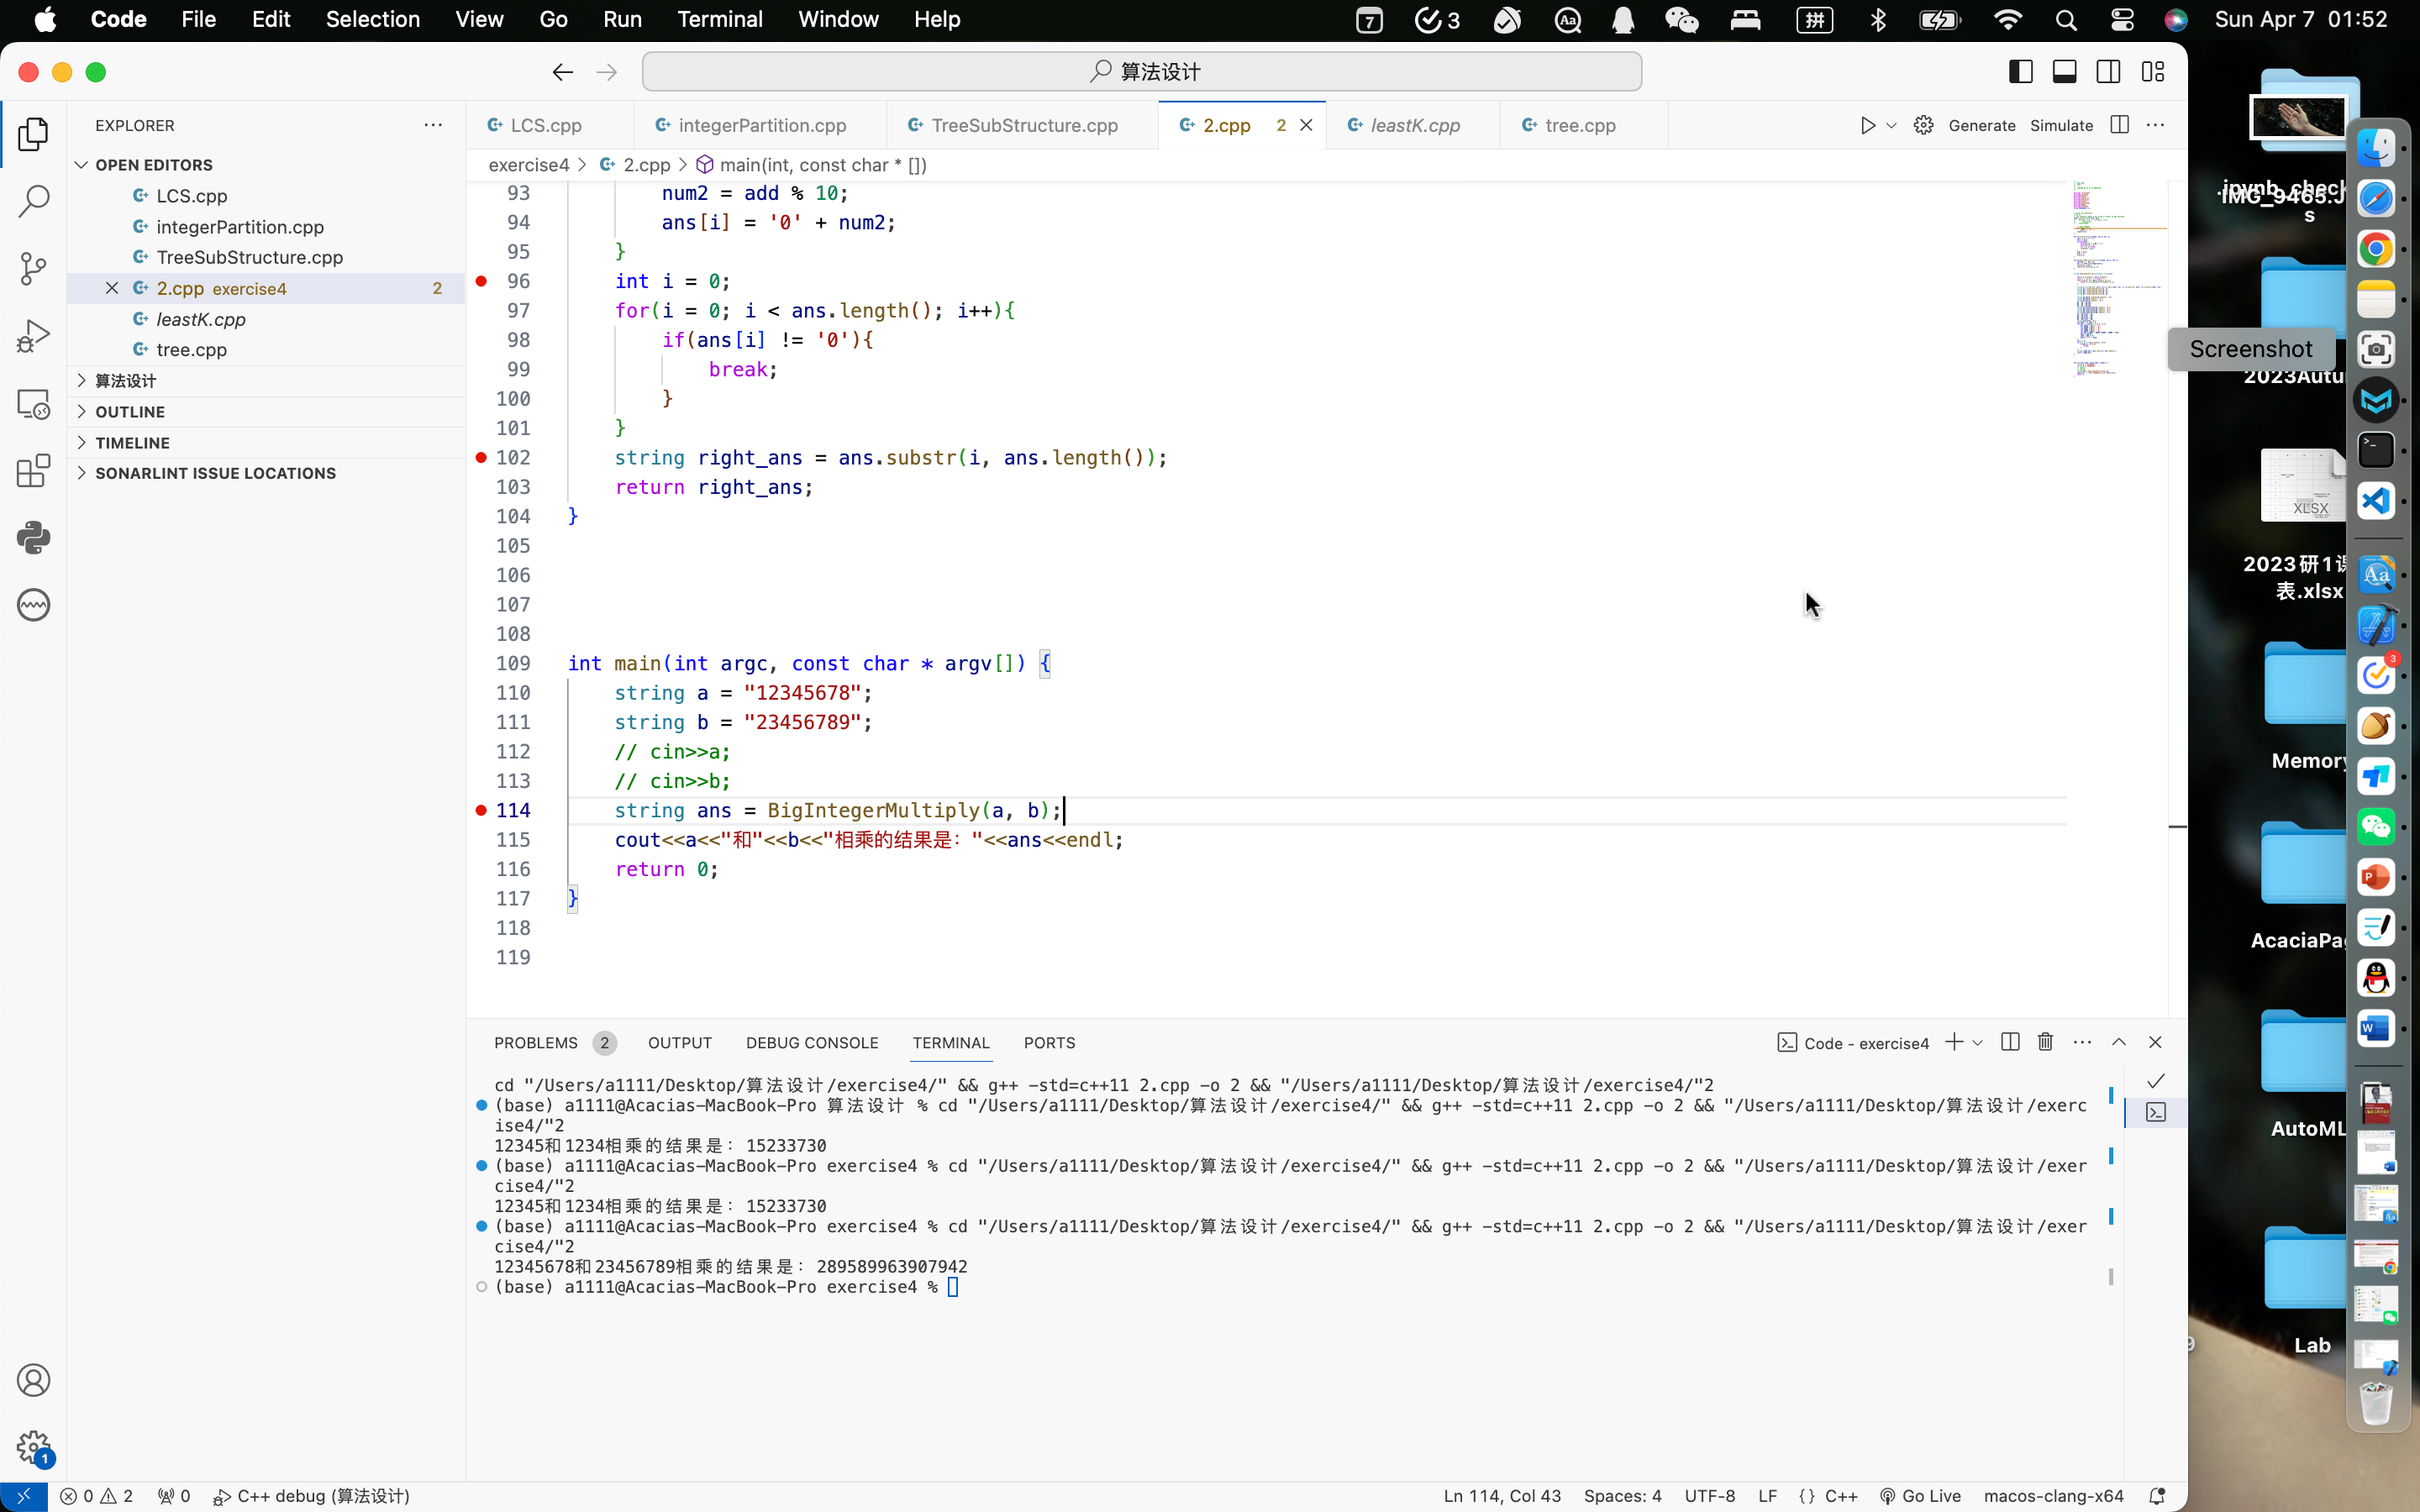 Code File Edit Selection View Go Run Terminal Window Help 7 3 Aa 拼 Sun Apr 7 01:52
算法设计
EXPLORER
OPEN EDITORS
LCS.cpp
integerPartition.cpp
TreeSubStructure.cpp
2.cpp exercise4 2
leastK.cpp
tree.cpp
算法设计
OUTLINE
TIMELINE
SONARLINT ISSUE LOCATIONS
LCS.cpp integerPartition.cpp TreeSubStructure.cpp 2.cpp 2 leastK.cpp tree.cpp Generate Simulate
exercise4 > 2.cpp > main(int, const char * [])
93 num2 = add % 10;
94 ans[i] = '0' + num2;
95 }
96 int i = 0;
97 for(i = 0; i < ans.length(); i++){
98 if(ans[i] != '0'){
99 break;
100 }
101 }
102 string right_ans = ans.substr(i, ans.length());
103 return right_ans;
104 }
105
106
107
108
109 int main(int argc, const char * argv[]) {
110 string a = "12345678";
111 string b = "23456789";
112 // cin>>a;
113 // cin>>b;
114 string ans = BigIntegerMultiply(a, b);
115 cout<<a<<"和"<<b<<"相乘的结果是："<<ans<<endl;
116 return 0;
117 }
118
119
PROBLEMS 2 OUTPUT DEBUG CONSOLE TERMINAL PORTS Code - exercise4
cd "/Users/a1111/Desktop/算法设计/exercise4/" && g++ -std=c++11 2.cpp -o 2 && "/Users/a1111/Desktop/算法设计/exercise4/"2
(base) a1111@Acacias-MacBook-Pro 算法设计 % cd "/Users/a1111/Desktop/算法设计/exercise4/" && g++ -std=c++11 2.cpp -o 2 && "/Users/a1111/Desktop/算法设计/exerc
ise4/"2
12345和1234相乘的结果是：15233730
(base) a1111@Acacias-MacBook-Pro exercise4 % cd "/Users/a1111/Desktop/算法设计/exercise4/" && g++ -std=c++11 2.cpp -o 2 && "/Users/a1111/Desktop/算法设计/exer
cise4/"2
12345和1234相乘的结果是：15233730
(base) a1111@Acacias-MacBook-Pro exercise4 % cd "/Users/a1111/Desktop/算法设计/exercise4/" && g++ -std=c++11 2.cpp -o 2 && "/Users/a1111/Desktop/算法设计/exer
cise4/"2
12345678和23456789相乘的结果是：289589963907942
(base) a1111@Acacias-MacBook-Pro exercise4 %
1
0 2 0 C++ debug (算法设计) Ln 114, Col 43 Spaces: 4 UTF-8 LF {} C++ Go Live macos-clang-x64
Screenshot
2023Autu
XLSX
2023研1课
表.xlsx
Memory
AcaciaPa
AutoML
Lab
3